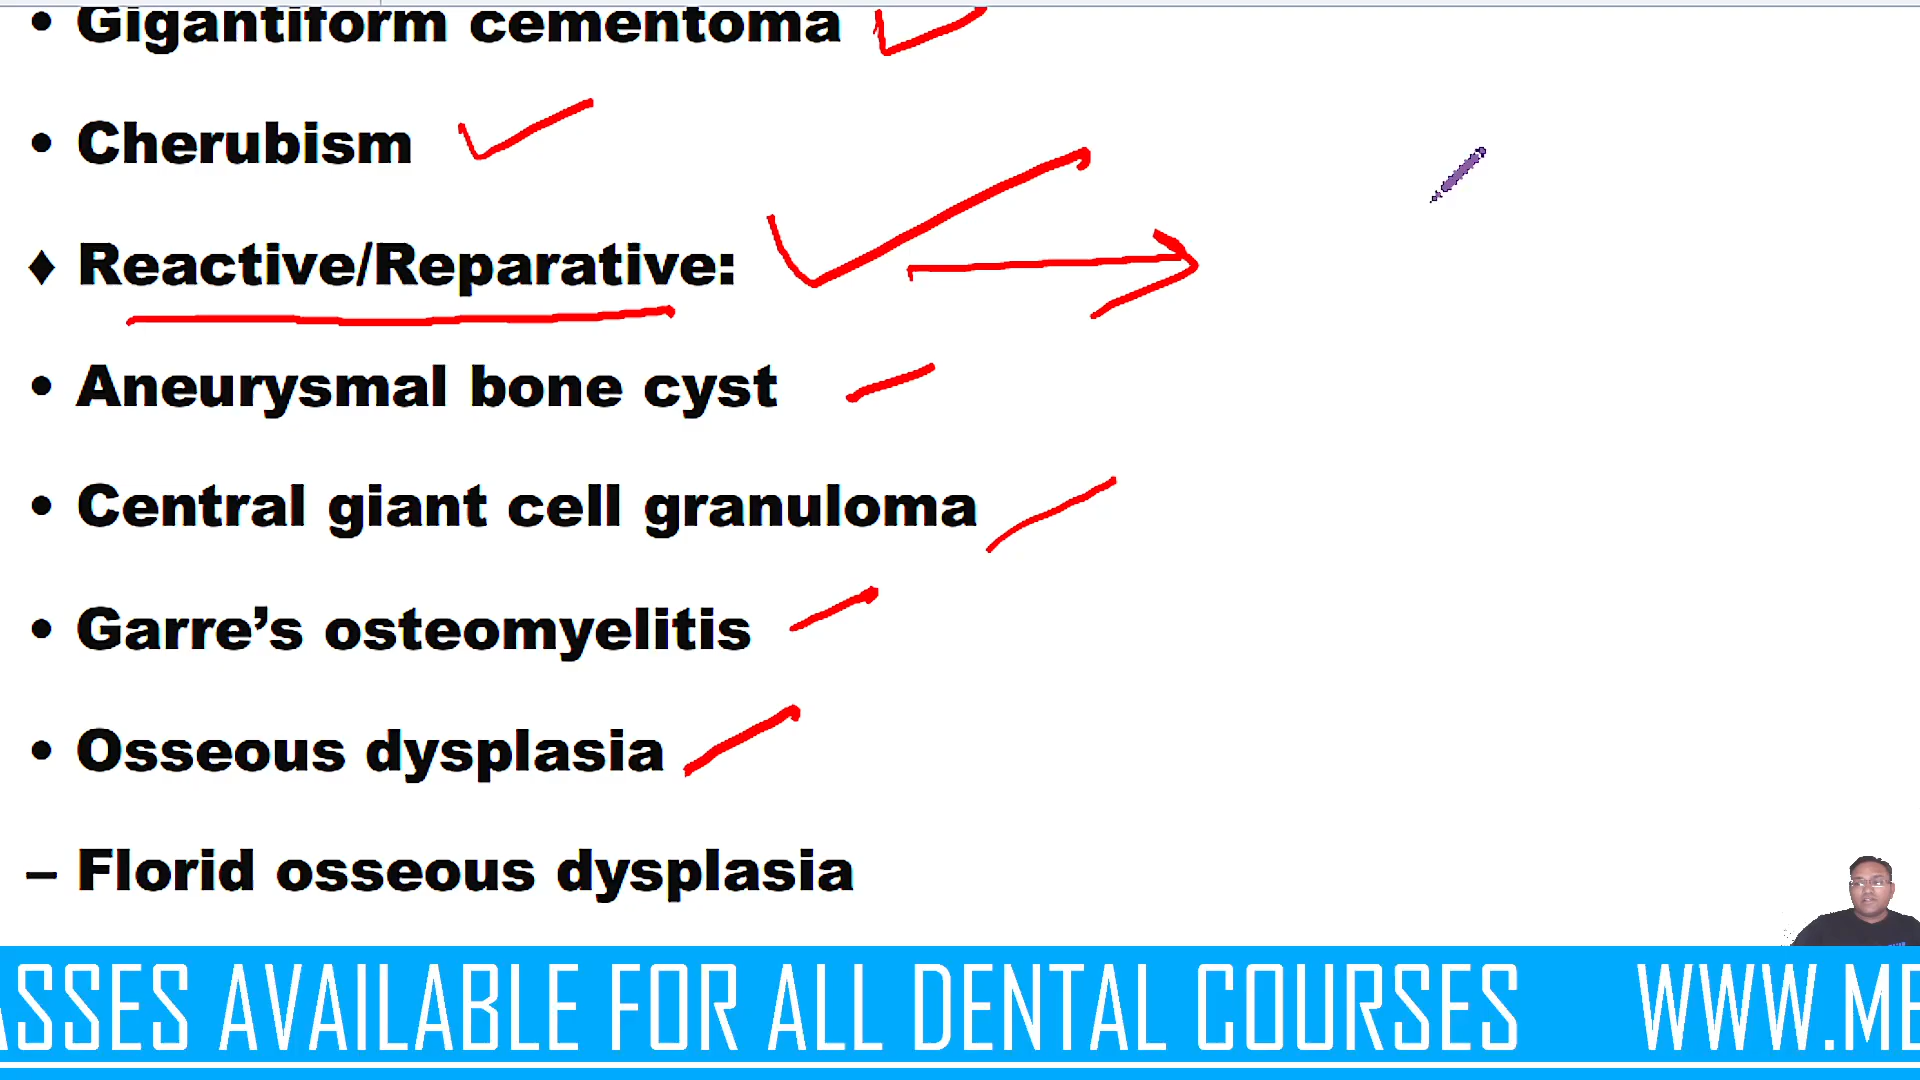 • Gigantiform cementoma
• Cherubism
♦ Reactive/Reparative:
• Aneurysmal bone cyst
• Central giant cell granuloma
• Garre’s osteomyelitis
• Osseous dysplasia
– Florid osseous dysplasia
ASSES AVAILABLE FOR ALL DENTAL COURSES WWW.ME